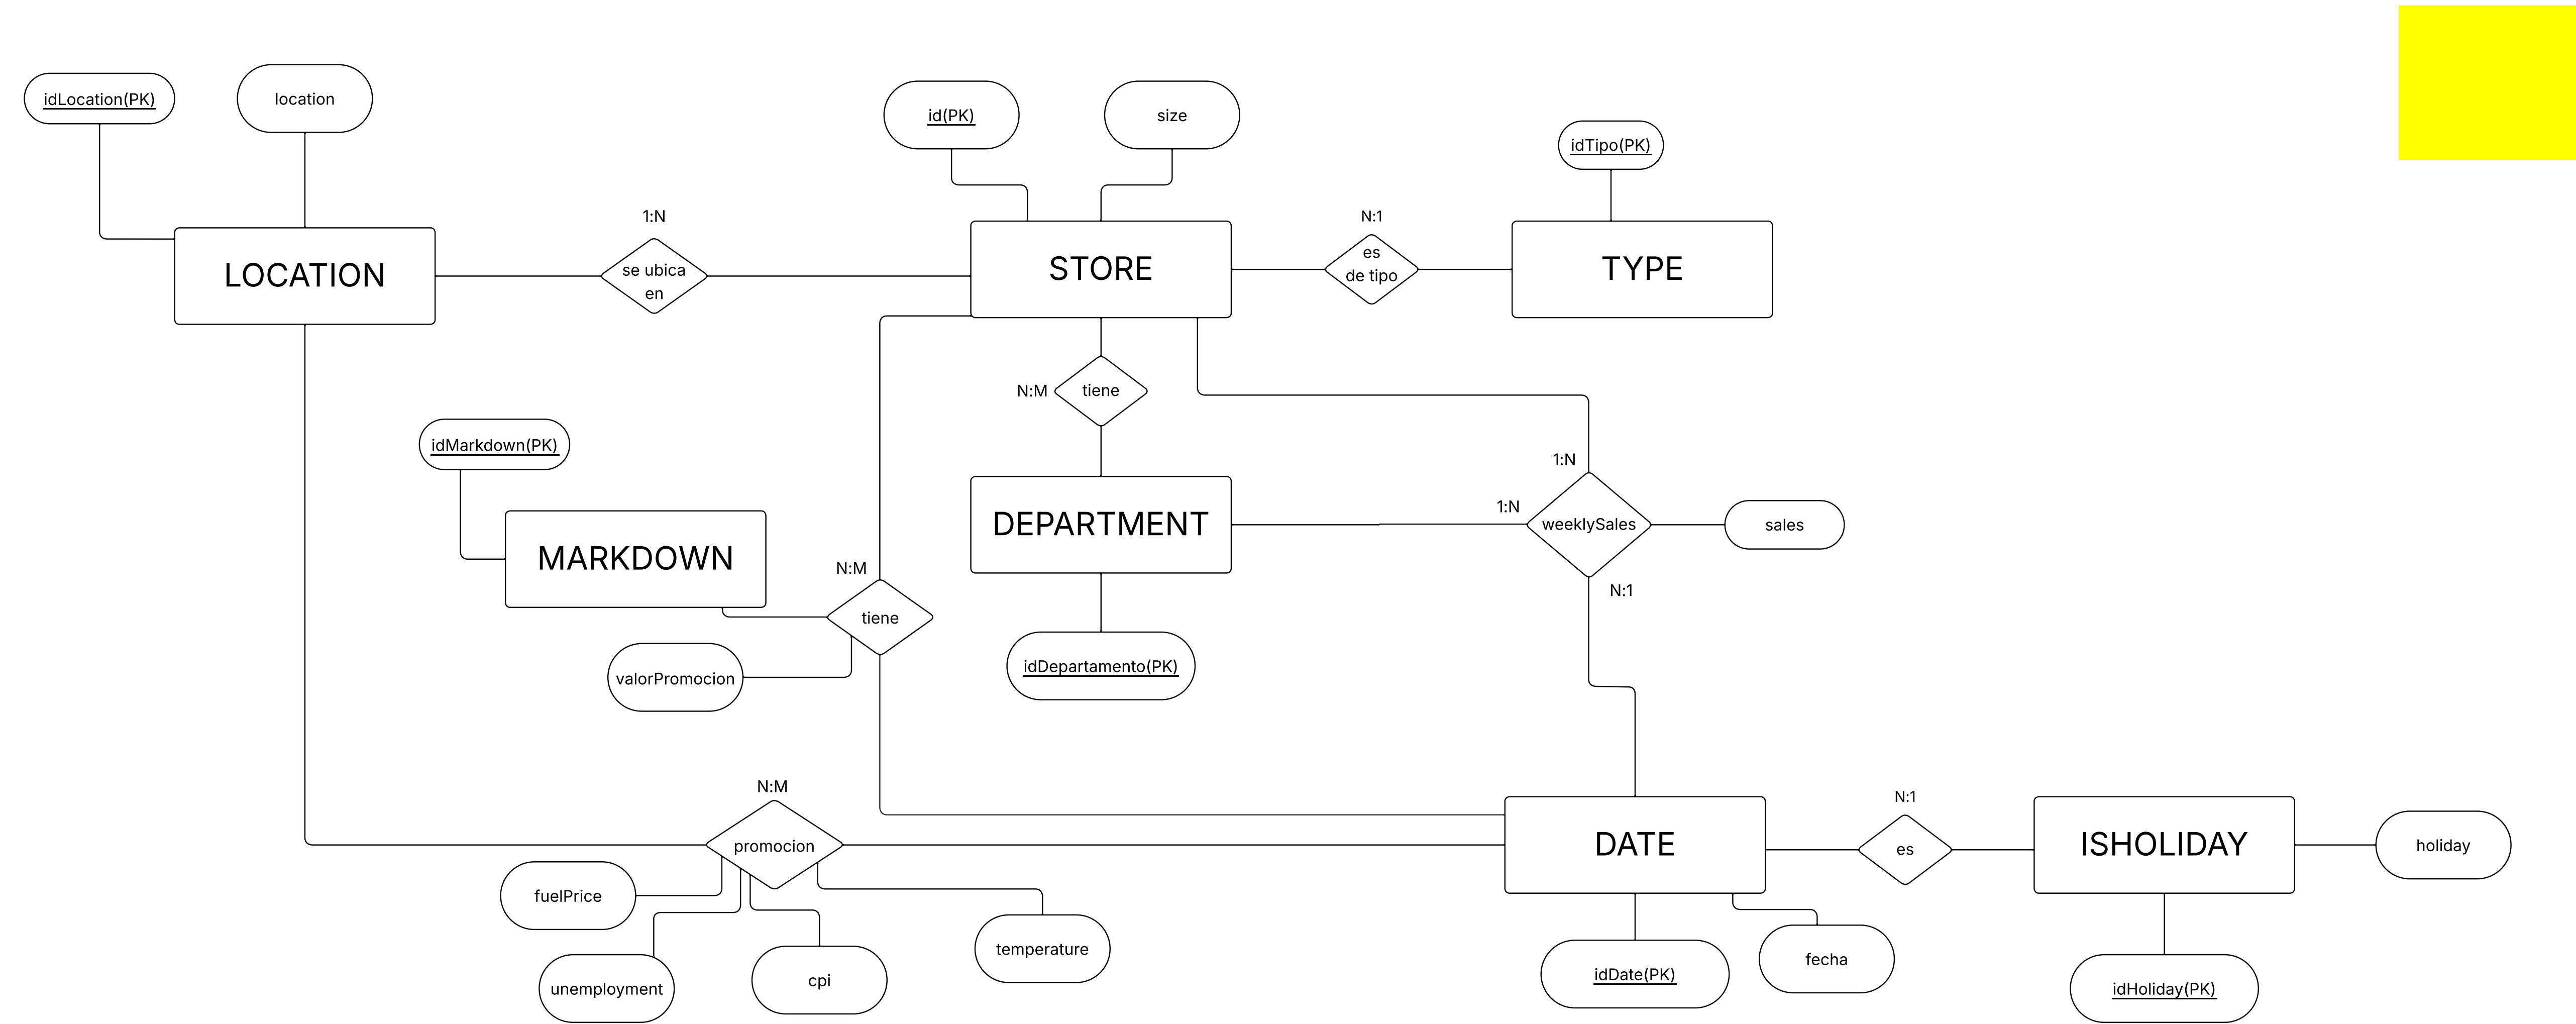 idLocation(PK)
location
id(PK)
size
idTipo(PK)
1:N
N:1
LOCATION
se ubica
en
STORE
es
de tipo
TYPE
N:M
tiene
idMarkdown(PK)
1:N
1:N
MARKDOWN
DEPARTMENT
weeklySales
sales
N:M
N:1
tiene
valorPromocion
idDepartamento(PK)
N:M
promocion
DATE
N:1
es
ISHOLIDAY
holiday
fuelPrice
unemployment
cpi
temperature
idDate(PK)
fecha
idHoliday(PK)